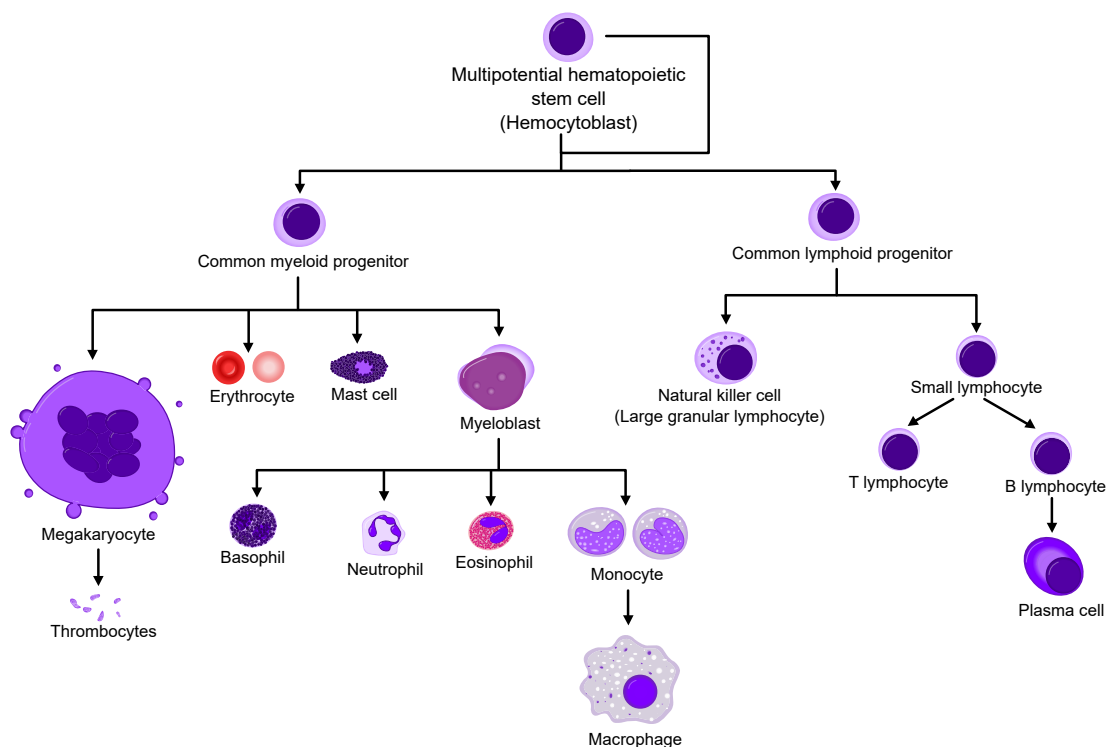 Multipotential hematopoietic
stem cell
(Hemocytoblast)
Common myeloid progenitor
Common lymphoid progenitor
Erythrocyte
Mast cell
Myeloblast
Natural killer cell
(Large granular lymphocyte)
Small lymphocyte
T lymphocyte
B lymphocyte
Megakaryocyte
Basophil
Neutrophil
Eosinophil
Monocyte
Plasma cell
Thrombocytes
Macrophage